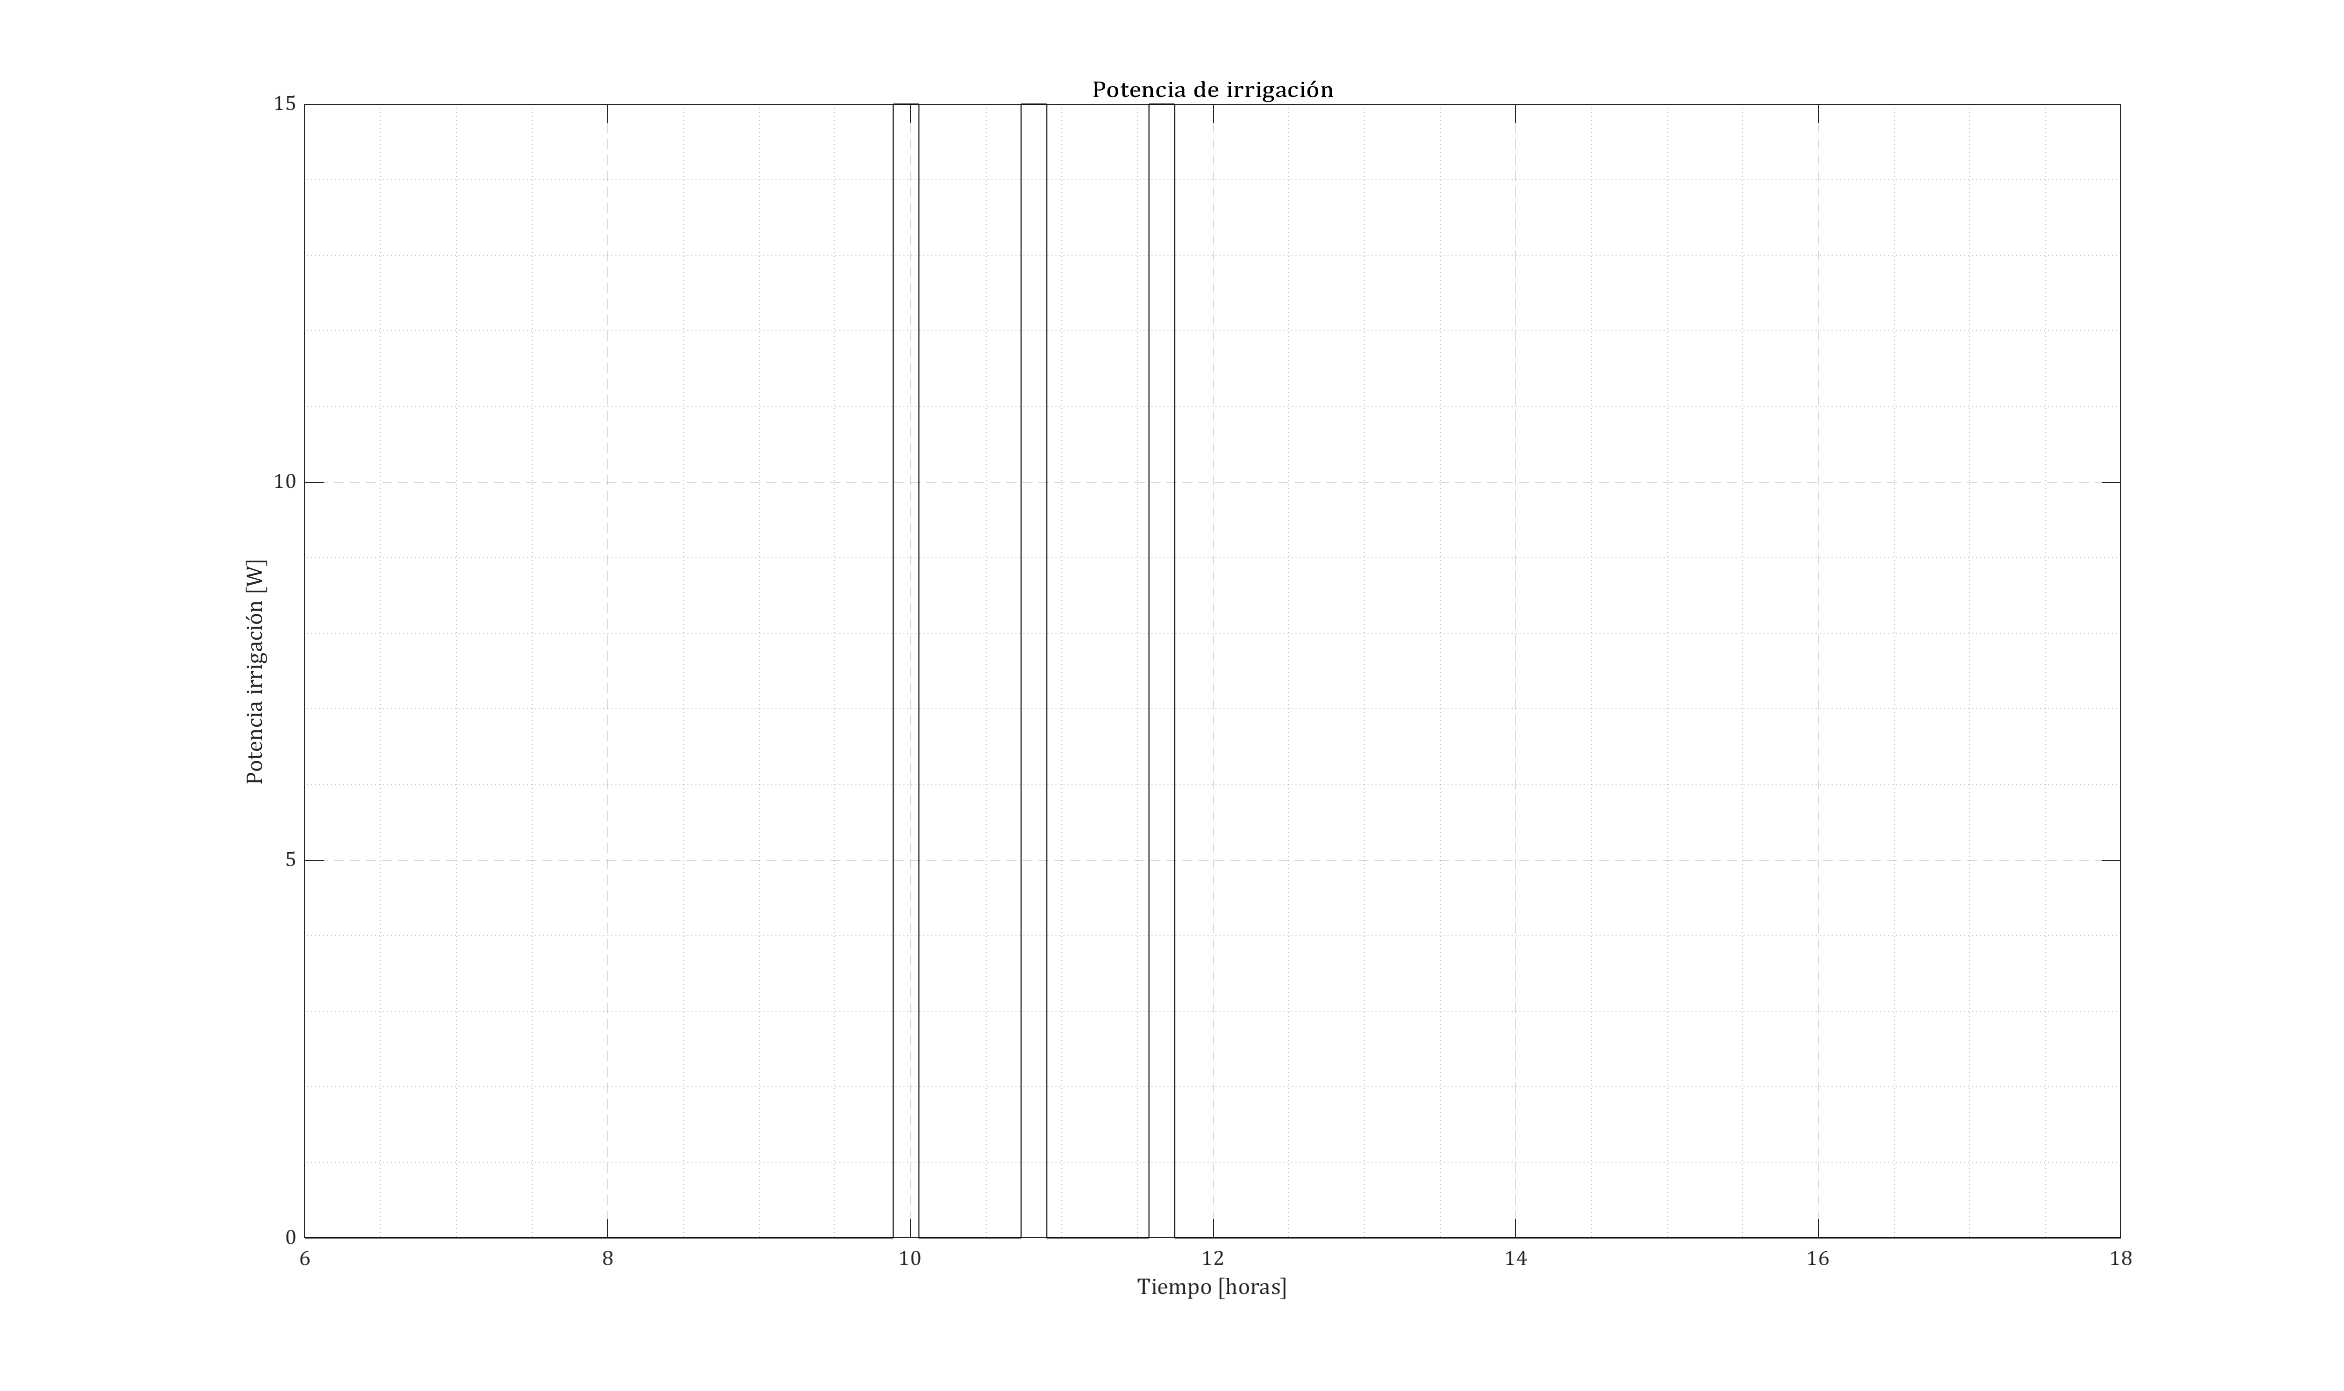 Potencia de irrigación
15
10
5
0
Potencia irrigación [W]
6 8 10 12 14 16 18
Tiempo [horas]